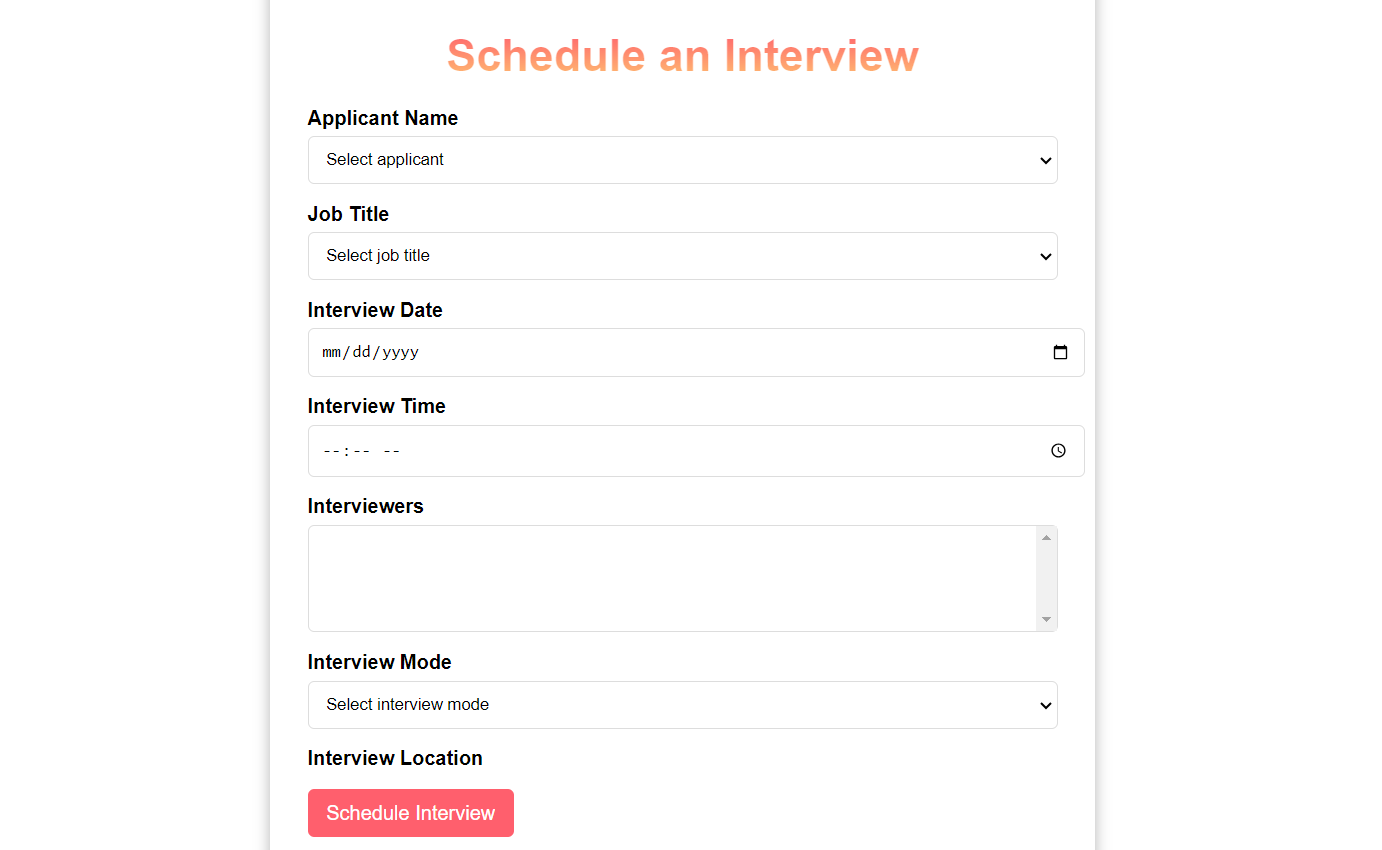 Schedule an Interview
Applicant Name
Select applicant
Job Title
Select job title
Interview Date
mm/dd/yyyy
Interview Time
--:-- --
Interviewers
Interview Mode
Select interview mode
Interview Location
Schedule Interview